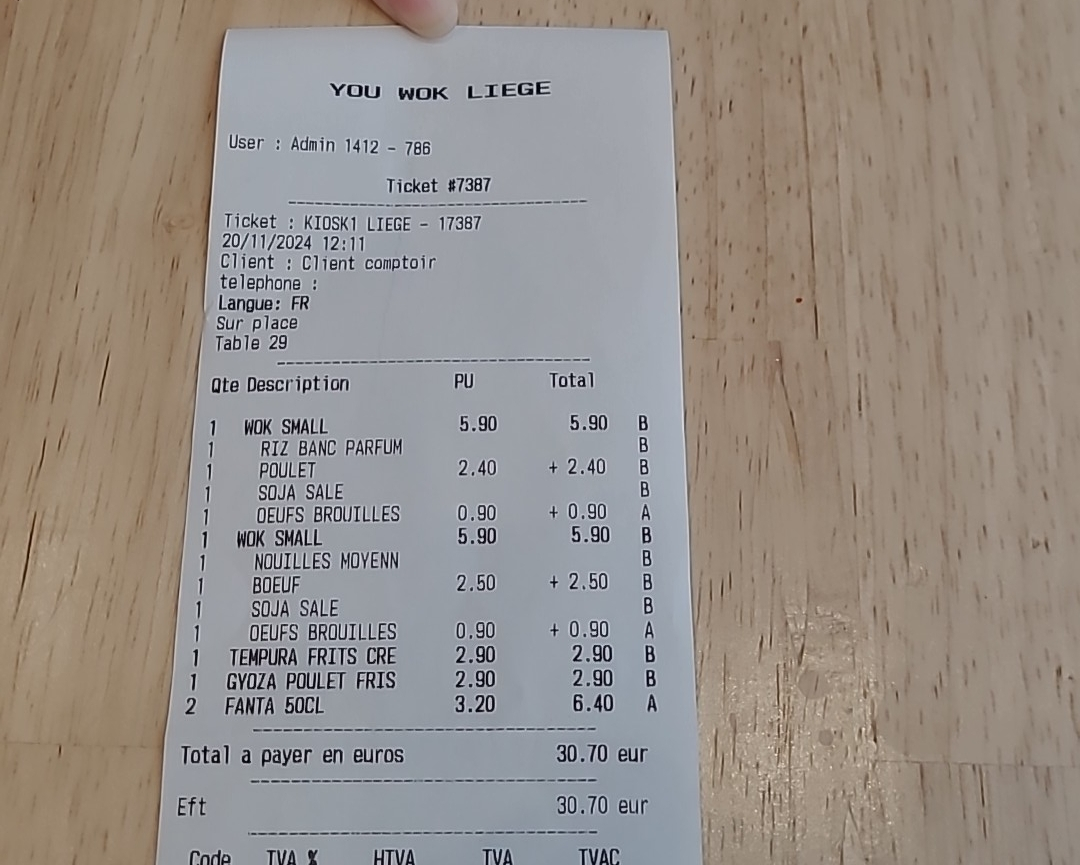 YOU WOK LIEGE
User : Admin 1412 - 786
Ticket #7387
Ticket : KIOSK1 LIEGE - 17387
20/11/2024 12:11
Client : Client comptoir
telephone :
Langue: FR
Sur place
Table 29
Qte Description PU Total
1 WOK SMALL 5.90 5.90 B
1 RIZ BANC PARFUM B
1 POULET 2.40 + 2.40 B
1 SOJA SALE B
1 OEUFS BROUILLES 0.90 + 0.90 A
1 WOK SMALL 5.90 5.90 B
1 NOUILLES MOYENN B
1 BOEUF 2.50 + 2.50 B
1 SOJA SALE B
1 OEUFS BROUILLES 0.90 + 0.90 A
1 TEMPURA FRITS CRE 2.90 2.90 B
1 GYOZA POULET FRIS 2.90 2.90 B
2 FANTA 50CL 3.20 6.40 A
Total a payer en euros 30.70 eur
Eft 30.70 eur
Code TVA % HTVA TVA TVAC